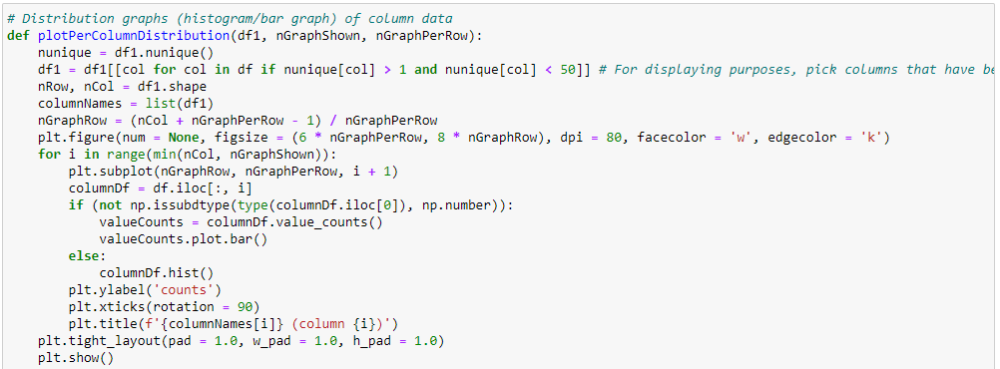 # Distribution graphs (histogram/bar graph) of column data
def plotPerColumnDistribution(df1, nGraphShown, nGraphPerRow):
    nunique = df1.nunique()
    df1 = df1[[col for col in df if nunique[col] > 1 and nunique[col] < 50]] # For displaying purposes, pick columns that have be
    nRow, nCol = df1.shape
    columnNames = list(df1)
    nGraphRow = (nCol + nGraphPerRow - 1) / nGraphPerRow
    plt.figure(num = None, figsize = (6 * nGraphPerRow, 8 * nGraphRow), dpi = 80, facecolor = 'w', edgecolor = 'k')
    for i in range(min(nCol, nGraphShown)):
        plt.subplot(nGraphRow, nGraphPerRow, i + 1)
        columnDf = df.iloc[:, i]
        if (not np.issubdtype(type(columnDf.iloc[0]), np.number)):
            valueCounts = columnDf.value_counts()
            valueCounts.plot.bar()
        else:
            columnDf.hist()
        plt.ylabel('counts')
        plt.xticks(rotation = 90)
        plt.title(f'{columnNames[i]} (column {i})')
    plt.tight_layout(pad = 1.0, w_pad = 1.0, h_pad = 1.0)
    plt.show()